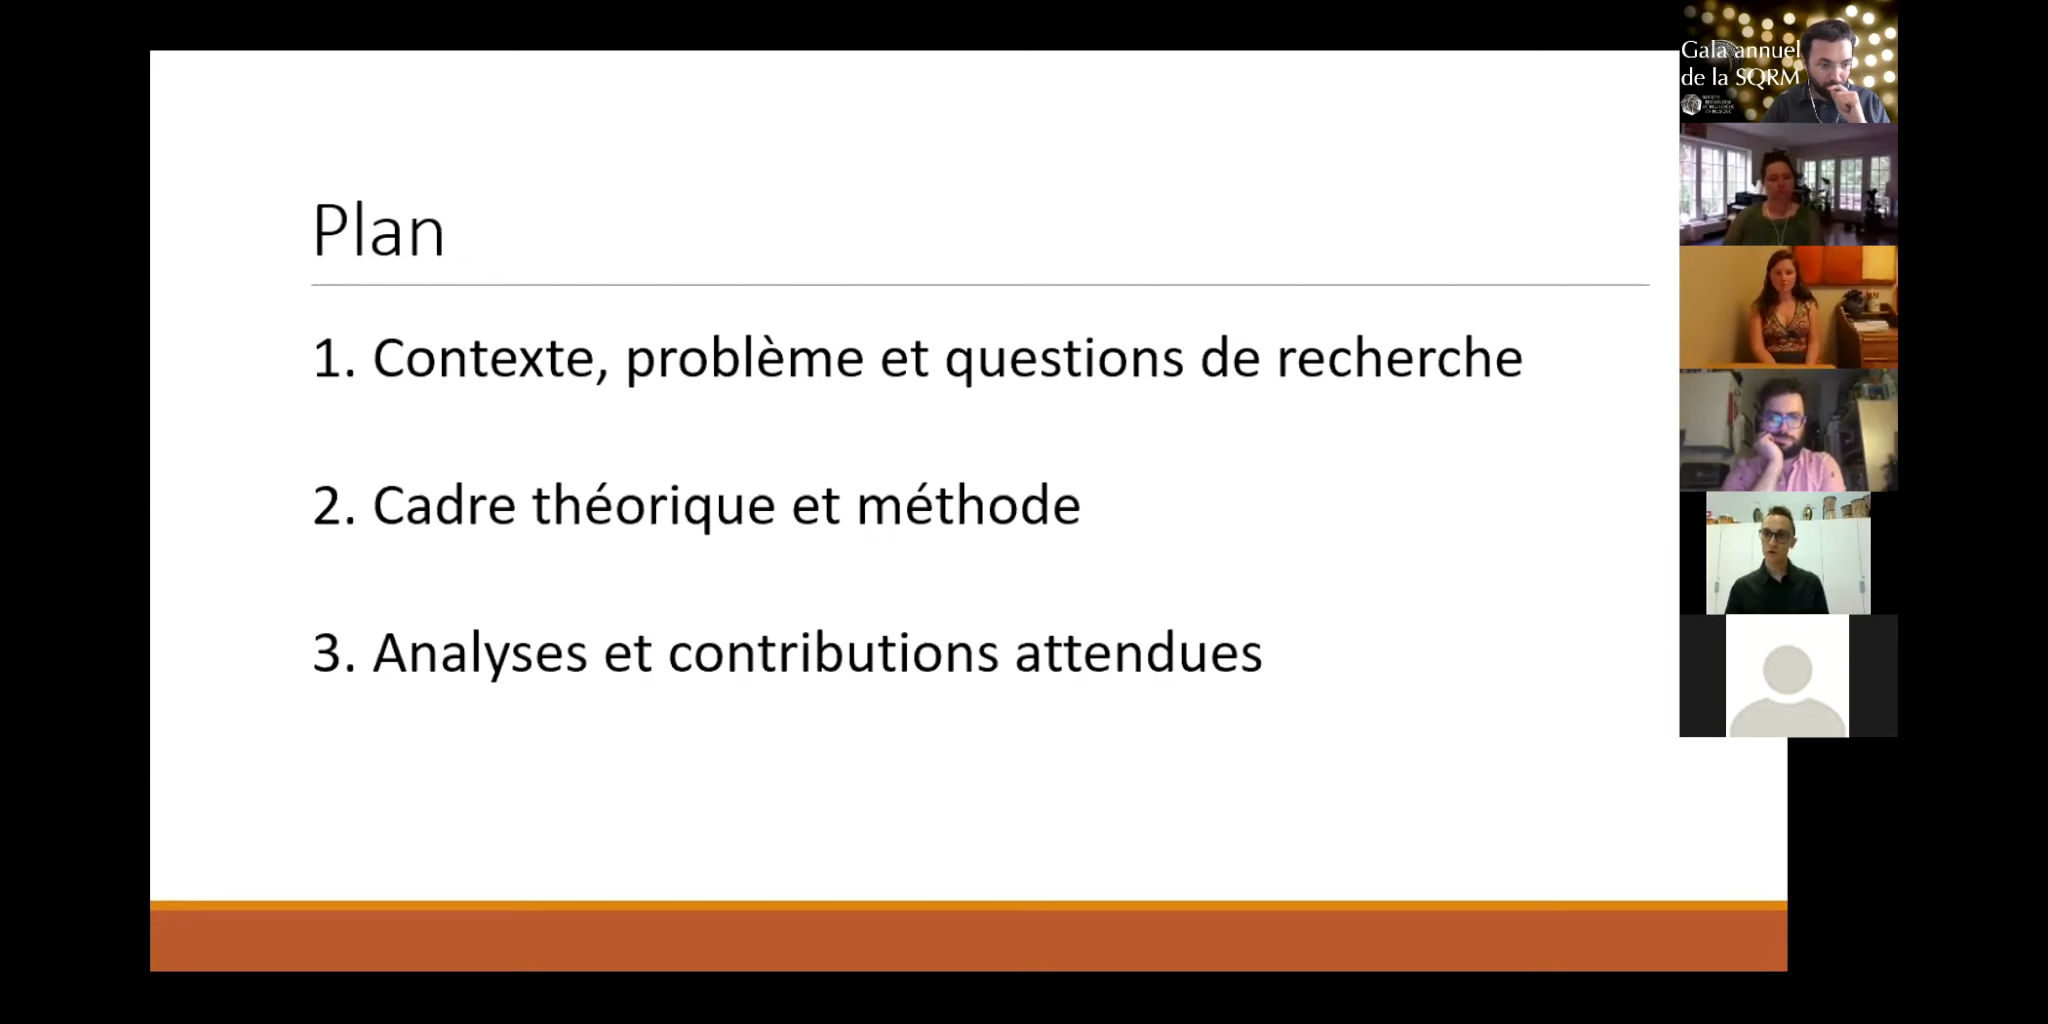 Plan
1. Contexte, problème et questions de recherche
2. Cadre théorique et méthode
3. Analyses et contributions attendues
Gala annuel
de la SQRM